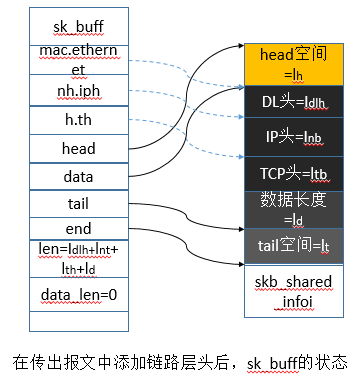 sk_buff
mac.ethern
et
nh.iph
h.th
head
data
tail
end
len=ldlh+lnt+
lth+ld
data_len=0
head空间
=lh
DL头=ldlh
IP头=lnb
TCP头=ltb
数据长度
=ld
tail空间=lt
skb_shared
_infoi
在传出报文中添加链路层头后，sk_buff的状态